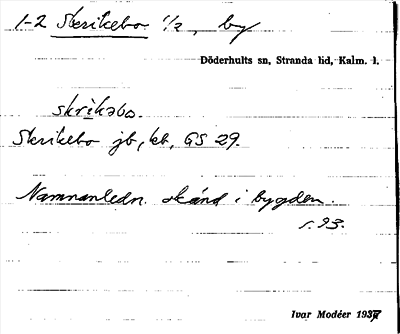 1-2 Skrikebo 1/2, by
Döderhults sn, Stranda hd, Kalm. l.
skrikəbo.
Skrikebo jb, kb, GS 29.
Namnanledn. okänd i bygden.
s. 93.
Ivar Modéer 1937